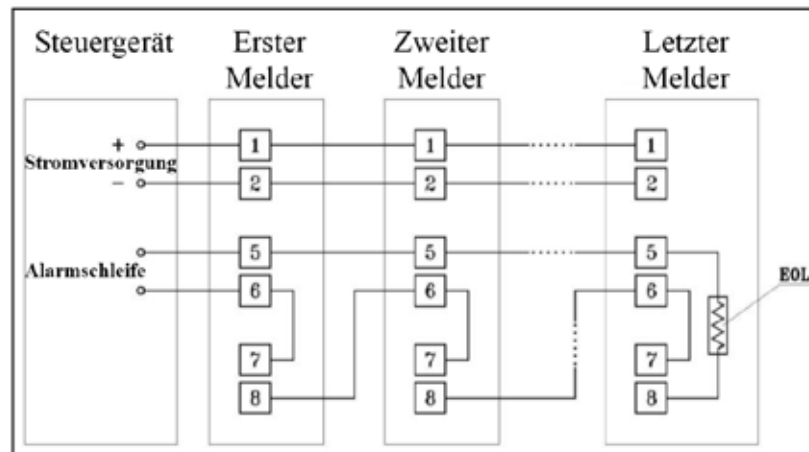 Steuergerät
Erster Melder
Zweiter Melder
Letzter Melder
+ 1 1 1
Stromversorgung
− 2 2 2
5 5 5
Alarmschleife
6 6 6
EOL
7 7 7
8 8 8